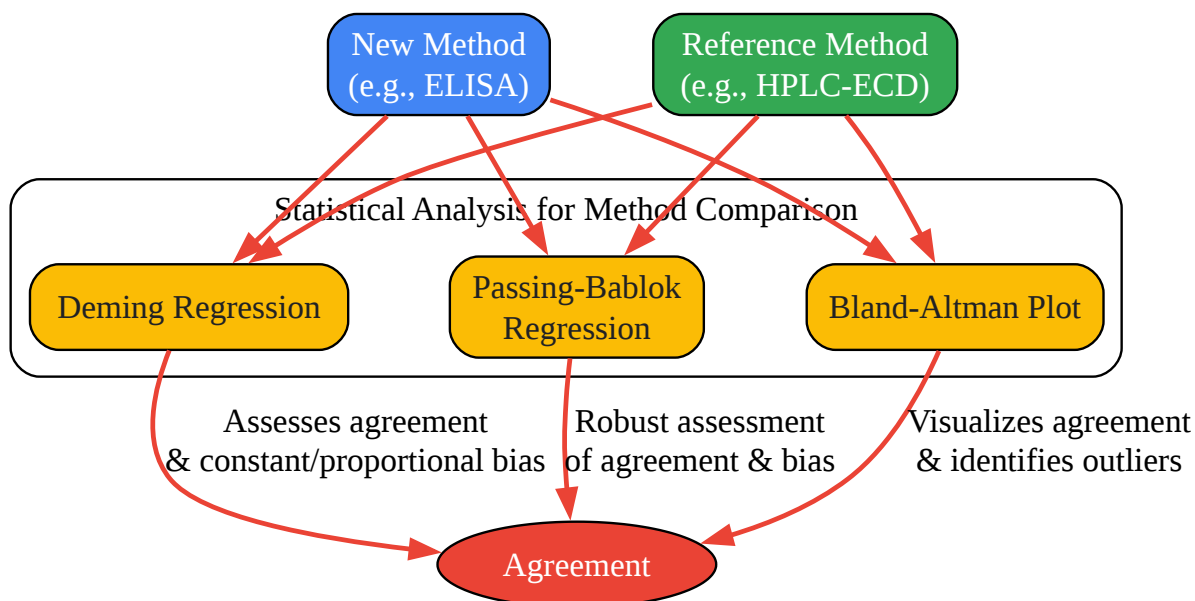 New Method
(e.g., ELISA)
Reference Method
(e.g., HPLC-ECD)
Statistical Analysis for Method Comparison
Deming Regression
Passing-Bablok
Regression
Bland-Altman Plot
Assesses agreement
& constant/proportional bias
Robust assessment
of agreement & bias
Visualizes agreement
& identifies outliers
Agreement